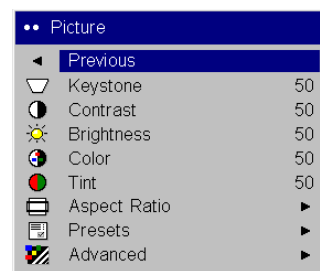 •• Picture
Previous
Keystone 50
Contrast 50
Brightness 50
Color 50
Tint 50
Aspect Ratio
Presets
Advanced